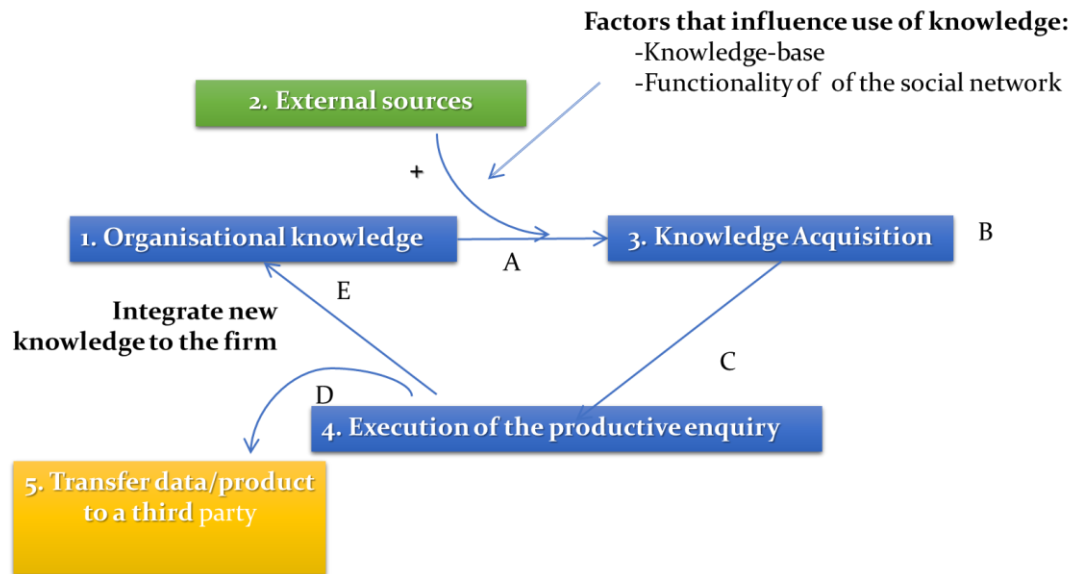 Factors that influence use of knowledge:
-Knowledge-base
-Functionality of of the social network
2. External sources
+
1. Organisational knowledge
3. Knowledge Acquisition
B
A
E
Integrate new
knowledge to the firm
C
D
4. Execution of the productive enquiry
5. Transfer data/product
to a third party